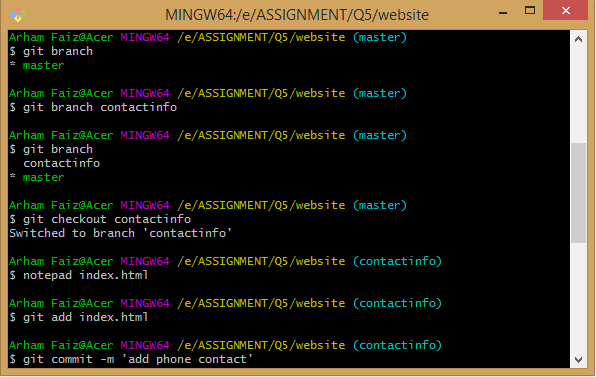 MINGW64:/e/ASSIGNMENT/Q5/website
Arham Faiz@Acer MINGW64 /e/ASSIGNMENT/Q5/website (master)
$ git branch
* master
Arham Faiz@Acer MINGW64 /e/ASSIGNMENT/Q5/website (master)
$ git branch contactinfo
Arham Faiz@Acer MINGW64 /e/ASSIGNMENT/Q5/website (master)
$ git branch
  contactinfo
* master
Arham Faiz@Acer MINGW64 /e/ASSIGNMENT/Q5/website (master)
$ git checkout contactinfo
Switched to branch 'contactinfo'
Arham Faiz@Acer MINGW64 /e/ASSIGNMENT/Q5/website (contactinfo)
$ notepad index.html
Arham Faiz@Acer MINGW64 /e/ASSIGNMENT/Q5/website (contactinfo)
$ git add index.html
Arham Faiz@Acer MINGW64 /e/ASSIGNMENT/Q5/website (contactinfo)
$ git commit -m 'add phone contact'